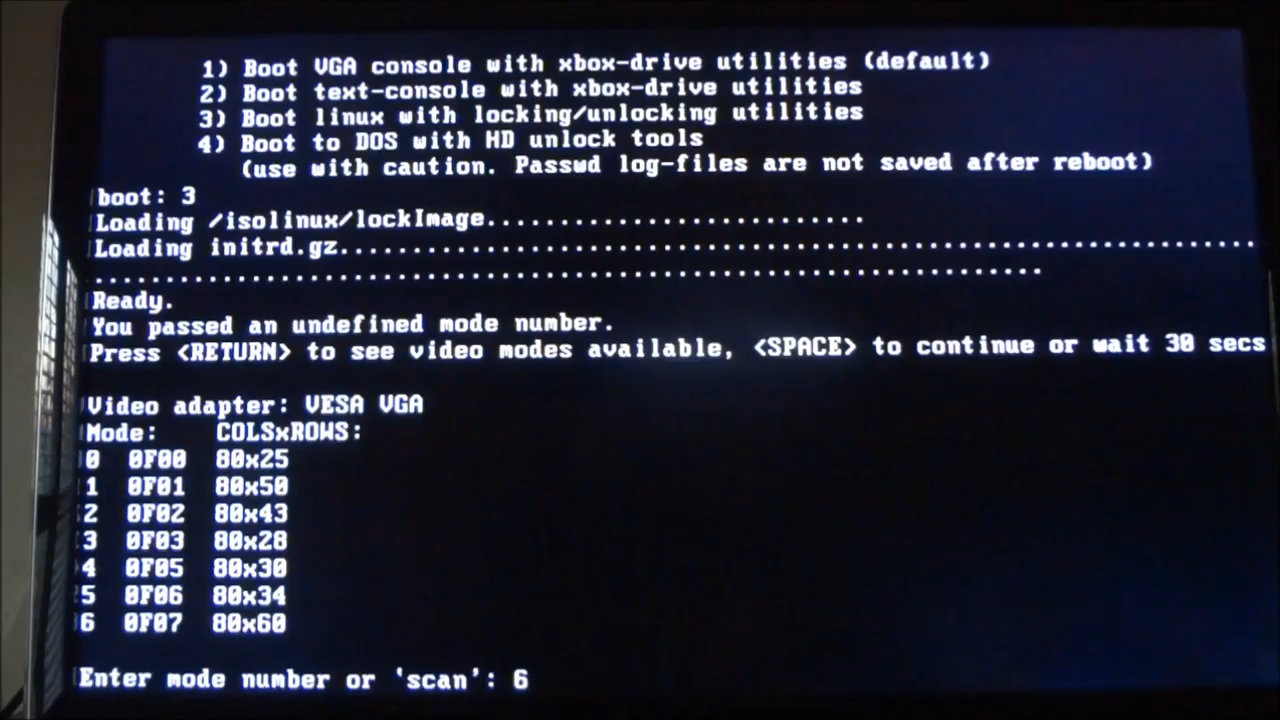 1) Boot VGA console with xbox-drive utilities (default)
2) Boot text-console with xbox-drive utilities
3) Boot linux with locking/unlocking utilities
4) Boot to DOS with HD unlock tools
(use with caution. Passwd log-files are not saved after reboot)
boot: 3
Loading /isolinux/lockImage..........................
Loading initrd.gz................................................................
..................................................................
Ready.
You passed an undefined mode number.
Press <RETURN> to see video modes available, <SPACE> to continue or wait 30 secs
Video adapter: VESA VGA
Mode: COLSxROWS:
0 0F00 80x25
1 0F01 80x50
2 0F02 80x43
3 0F03 80x28
4 0F05 80x30
5 0F06 80x34
6 0F07 80x60
Enter mode number or 'scan': 6